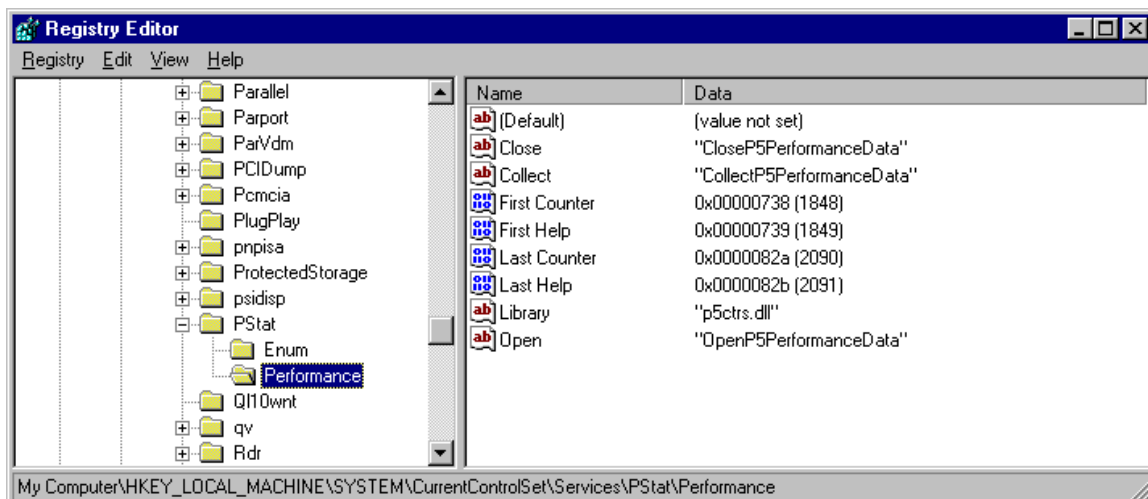 Registry Editor
Registry Edit View Help
Parallel
Parport
ParVdm
PCIDump
Pcmcia
PlugPlay
pnpisa
ProtectedStorage
psidisp
PStat
Enum
Performance
Ql10wnt
qv
Rdr
Name Data
(Default) (value not set)
Close "CloseP5PerformanceData"
Collect "CollectP5PerformanceData"
First Counter 0x00000738 (1848)
First Help 0x00000739 (1849)
Last Counter 0x0000082a (2090)
Last Help 0x0000082b (2091)
Library "p5ctrs.dll"
Open "OpenP5PerformanceData"
My Computer\HKEY_LOCAL_MACHINE\SYSTEM\CurrentControlSet\Services\PStat\Performance